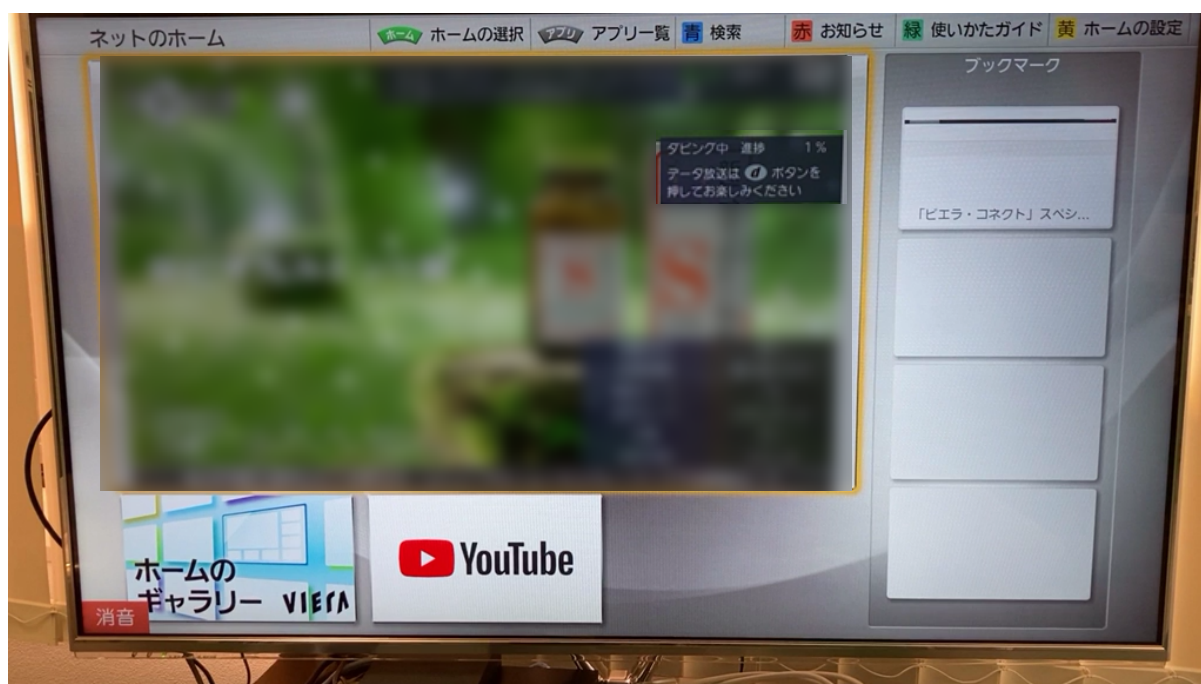 ネットのホーム
ホーム ホームの選択 アプリ アプリ一覧 青 検索 赤 お知らせ 緑 使いかたガイド 黄 ホームの設定
ブックマーク
ダビング中 進捗 1%
データ放送は d ボタンを
押してお楽しみください
「ビエラ・コネクト」スペシ...
S
S
ホームの
ギャラリー VIERA
YouTube
消音